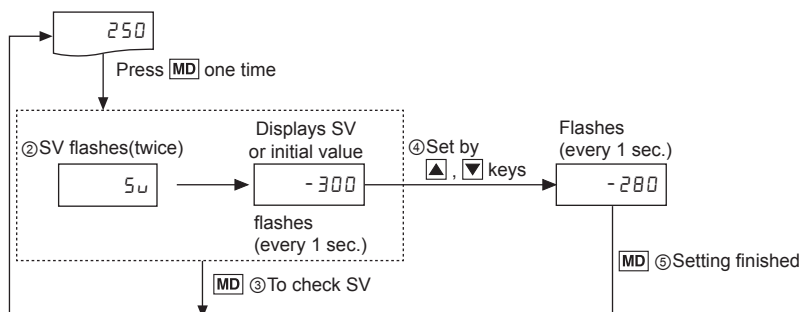 250
Press MD one time
②SV flashes(twice)
Displays SV
or initial value
④Set by
▲ , ▼ keys
Flashes
(every 1 sec.)
Sv
-300
-280
flashes
(every 1 sec.)
MD ③To check SV
MD ⑤Setting finished